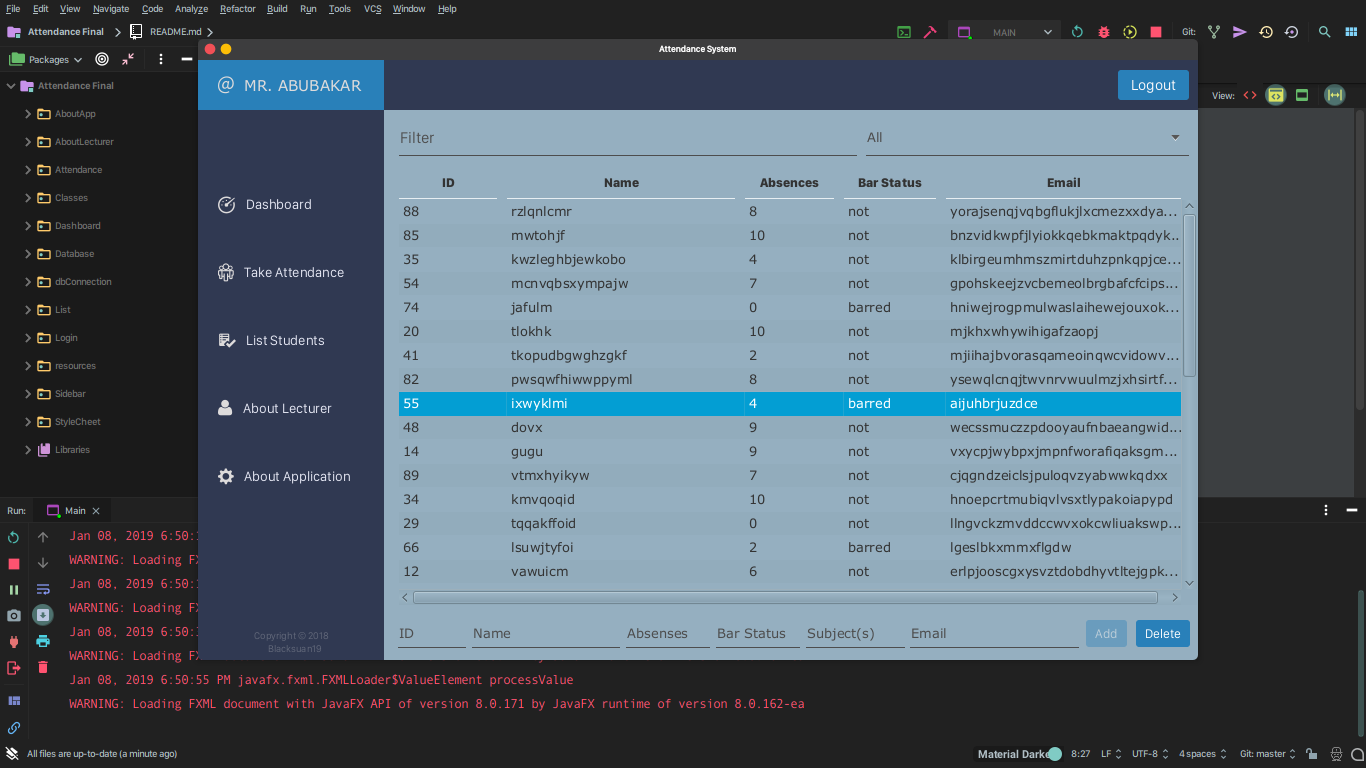 File Edit View Navigate Code Analyze Refactor Build Run Tools VCS Window Help
Attendance Final README.md MAIN Git:
Attendance System
Packages
@ MR. ABUBAKAR
Logout
View:
Attendance Final
AboutApp
AboutLecturer
Attendance
Classes
Dashboard
Database
dbConnection
List
Login
resources
Sidebar
StyleCheet
Libraries
Dashboard
Take Attendance
List Students
About Lecturer
About Application
Copyright © 2018
Blacksuan19
Filter All
ID Name Absences Bar Status Email
88 rzlqnlcmr 8 not yorajsenqjvqbgflukjlxcmezxxdya...
85 mwtohjf 10 not bnzvidkwpfjlyiokkqebkmaktpqdyk...
35 kwzleghbjewkobo 4 not klbirgeumhmszmirtduhzpnkqpjce...
54 mcnvqbsxympajw 7 not gpohskeejzvcbemeolbrgbafcfcips...
74 jafulm 0 barred hniwejrogpmulwaslaihewejouxok...
20 tlokhk 10 not mjkhxwhywihigafzaopj
41 tkopudbgwghzgkf 2 not mjiihajbvorasqameoinqwcvidowv...
82 pwsqwfhiwwppyml 8 not ysewqlcnqjtwvnrvwuulmzjxhsirtf...
55 ixwyklmi 4 barred aijuhbrjuzdce
48 dovx 9 not wecssmuczzpdooyaufnbaeangwid...
14 gugu 9 not vxycpjwybpxjmpnfworafiqaksgm...
89 vtmxhyikyw 7 not cjqgndzeiclsjpuloqvzyabwwkqdxx
34 kmvqoqid 10 not hnoepcrtmubiqvlvsxtlypakoiapypd
29 tqqakffoid 0 not llngvckzmvddccwvxokcwliuakswp...
66 lsuwjtyfoi 2 barred lgeslbkxmmxflgdw
12 vawuicm 6 not erlpjooscgxysvztdobdhyvtltejgpk...
ID Name Absenses Bar Status Subject(s) Email Add Delete
Run: Main
Jan 08, 2019 6:50:
WARNING: Loading FX
Jan 08, 2019 6:50:
WARNING: Loading FX
Jan 08, 2019 6:50:
WARNING: Loading FX
Jan 08, 2019 6:50:55 PM javafx.fxml.FXMLLoader$ValueElement processValue
WARNING: Loading FXML document with JavaFX API of version 8.0.171 by JavaFX runtime of version 8.0.162-ea
All files are up-to-date (a minute ago) Material Darke 8:27 LF UTF-8 4 spaces Git: master